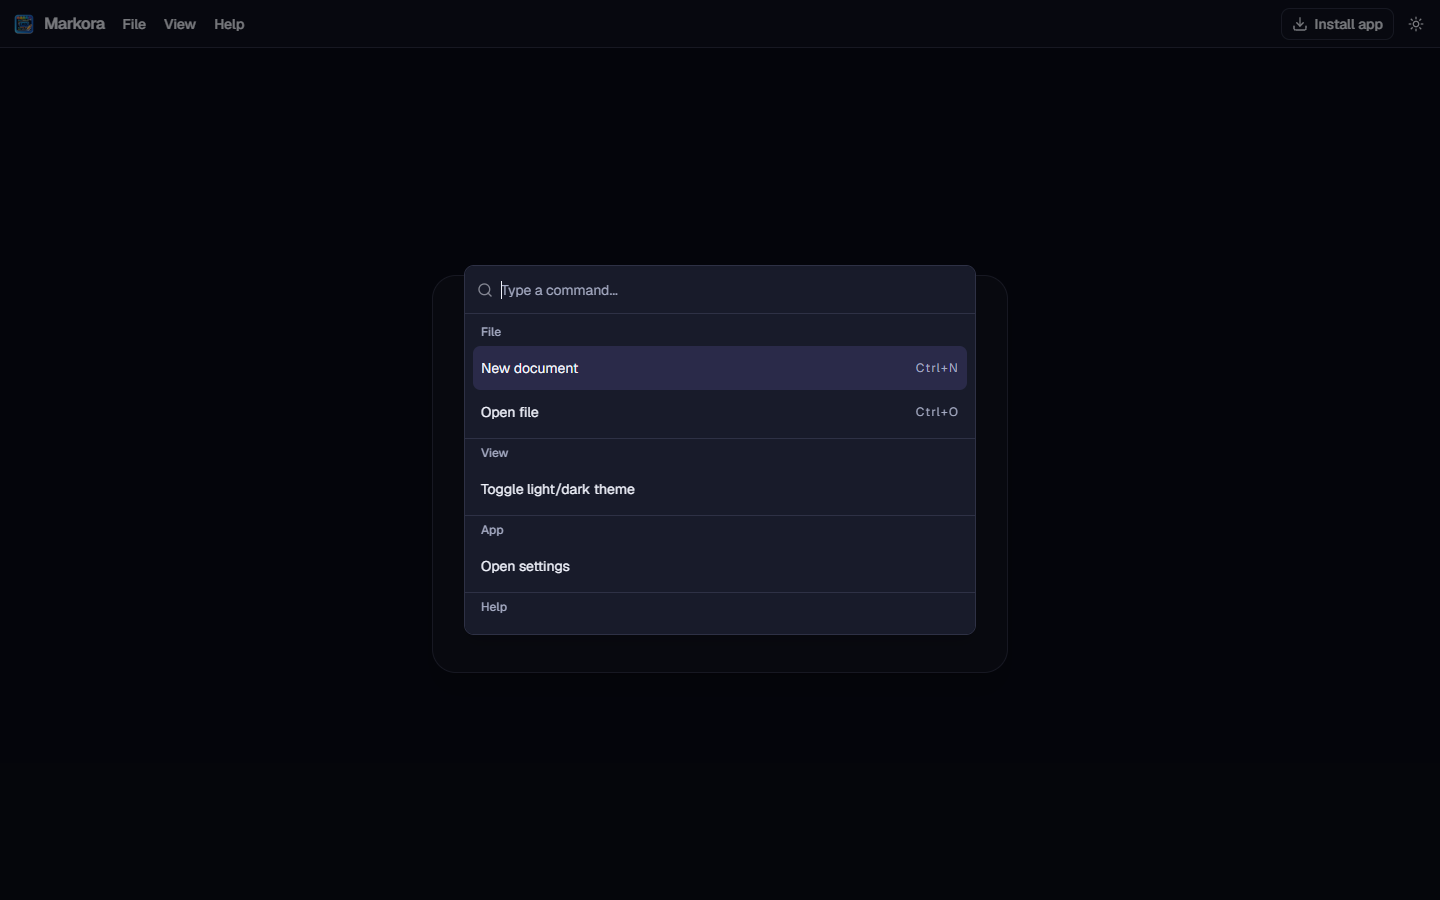 Markora File View Help Install app
Type a command...
File
New document Ctrl+N
Open file Ctrl+O
View
Toggle light/dark theme
App
Open settings
Help